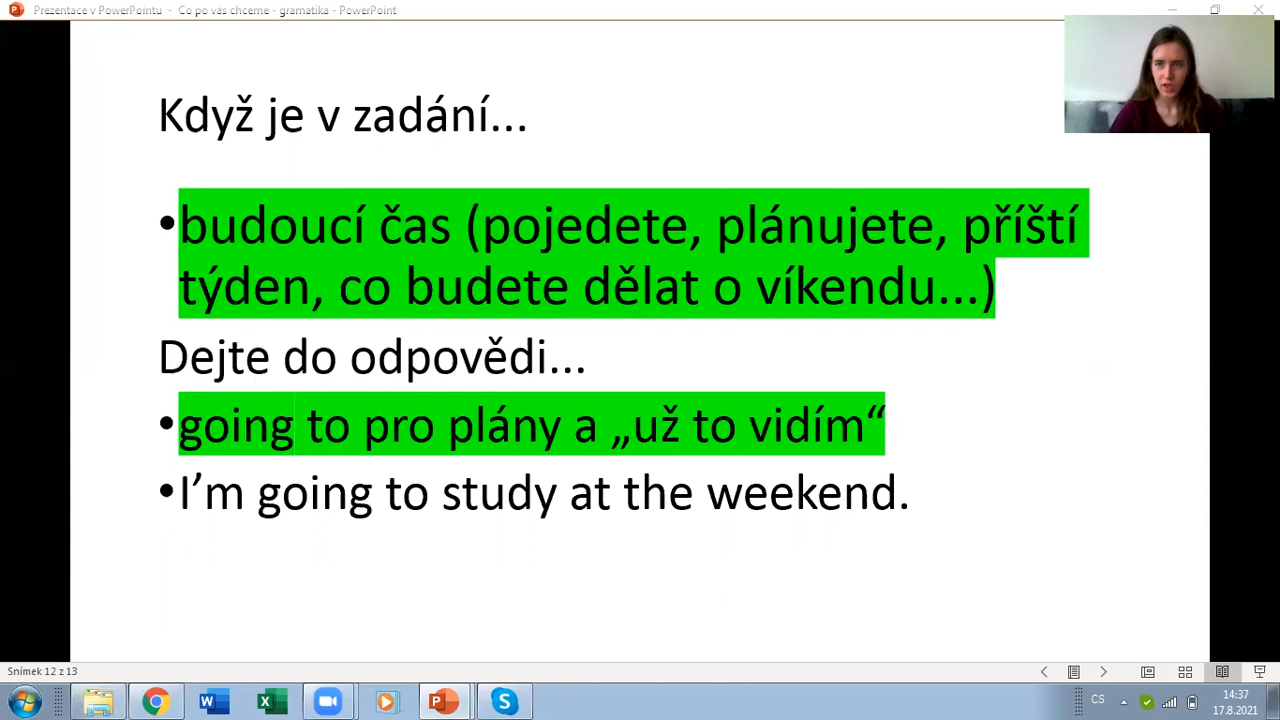 Prezentace v PowerPointu - Co po vás chceme - gramatika - PowerPoint
Když je v zadání...
•budoucí čas (pojedete, plánujete, příští
týden, co budete dělat o víkendu...)
Dejte do odpovědi...
•going to pro plány a „už to vidím“
•I’m going to study at the weekend.
Snímek 12 z 13
CS
14:37
17.8.2021